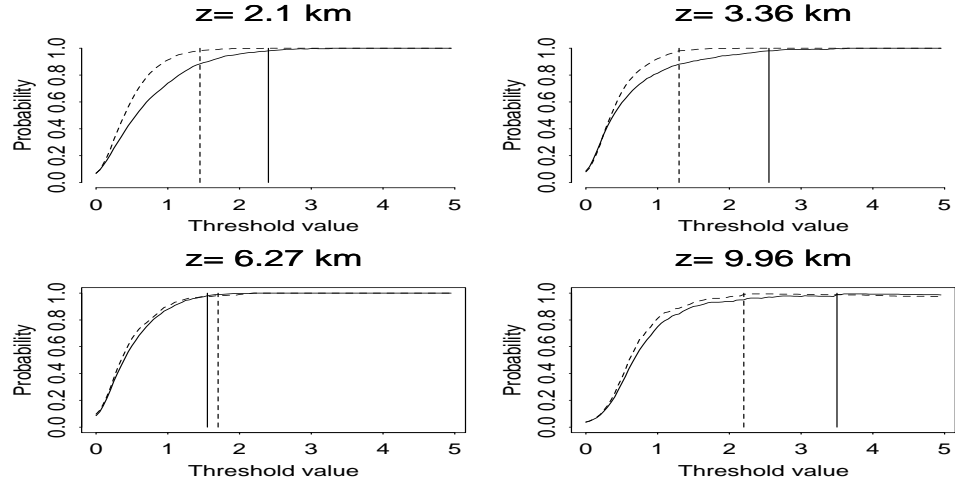 z= 2.1 km
Probability
0.0 0.2 0.4 0.6 0.8 1.0
0 1 2 3 4 5
Threshold value
z= 3.36 km
Probability
0.0 0.2 0.4 0.6 0.8 1.0
0 1 2 3 4 5
Threshold value
z= 6.27 km
Probability
0.0 0.2 0.4 0.6 0.8 1.0
0 1 2 3 4 5
Threshold value
z= 9.96 km
Probability
0.0 0.2 0.4 0.6 0.8 1.0
0 1 2 3 4 5
Threshold value